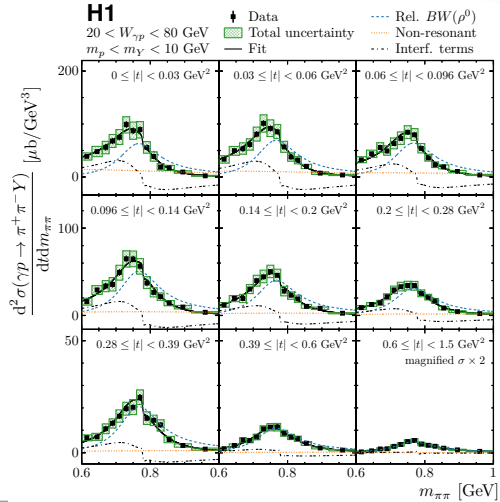 H1
20 < W_γp < 80 GeV
m_p < m_Y < 10 GeV
Data
Total uncertainty
Fit
Rel. BW(ρ⁰)
Non-resonant
Interf. terms
d²σ(γp → π⁺π⁻Y) / dtdm_ππ [μb/GeV³]
200
0
0 ≤ |t| < 0.03 GeV²
0.03 ≤ |t| < 0.06 GeV²
0.06 ≤ |t| < 0.096 GeV²
100
0
0.096 ≤ |t| < 0.14 GeV²
0.14 ≤ |t| < 0.2 GeV²
0.2 ≤ |t| < 0.28 GeV²
50
0
0.28 ≤ |t| < 0.39 GeV²
0.39 ≤ |t| < 0.6 GeV²
0.6 ≤ |t| < 1.5 GeV²
magnified σ × 2
0.6 0.8 0.6 0.8 0.6 0.8 1
m_ππ [GeV]